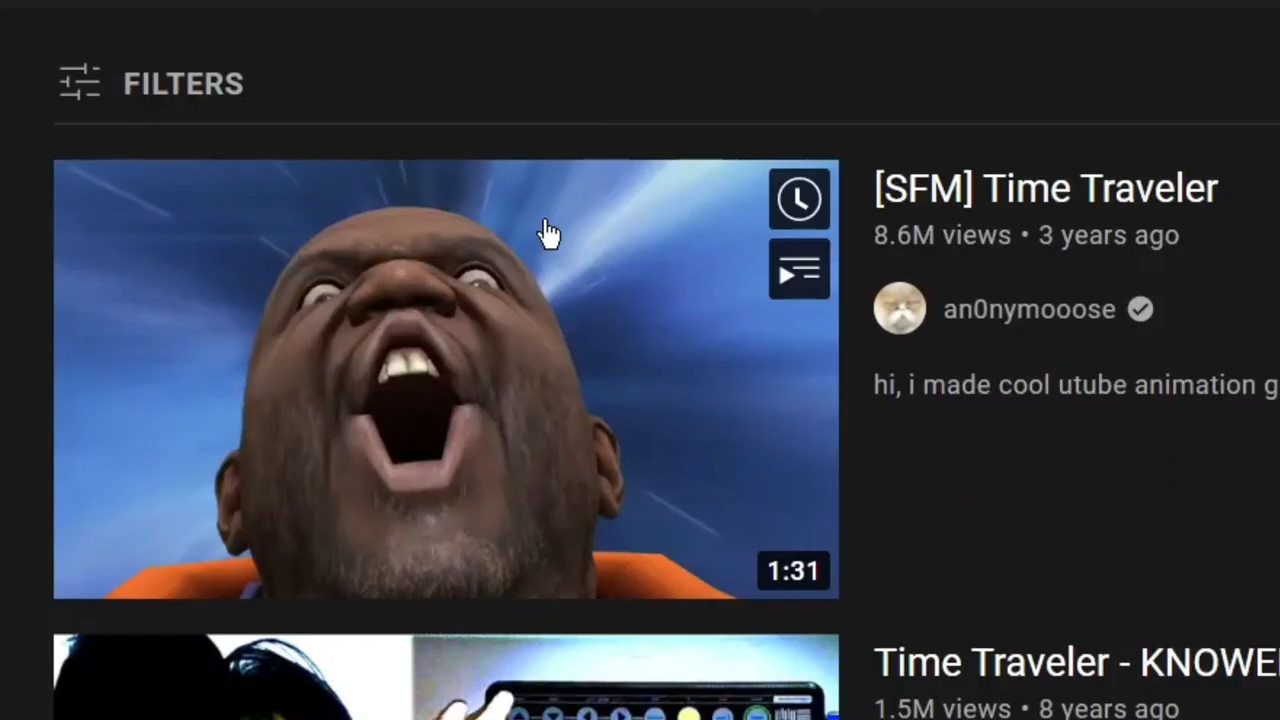 FILTERS
[SFM] Time Traveler
8.6M views • 3 years ago
an0nymooose
hi, i made cool utube animation g
1:31
Time Traveler - KNOWE
1.5M views • 8 years ago